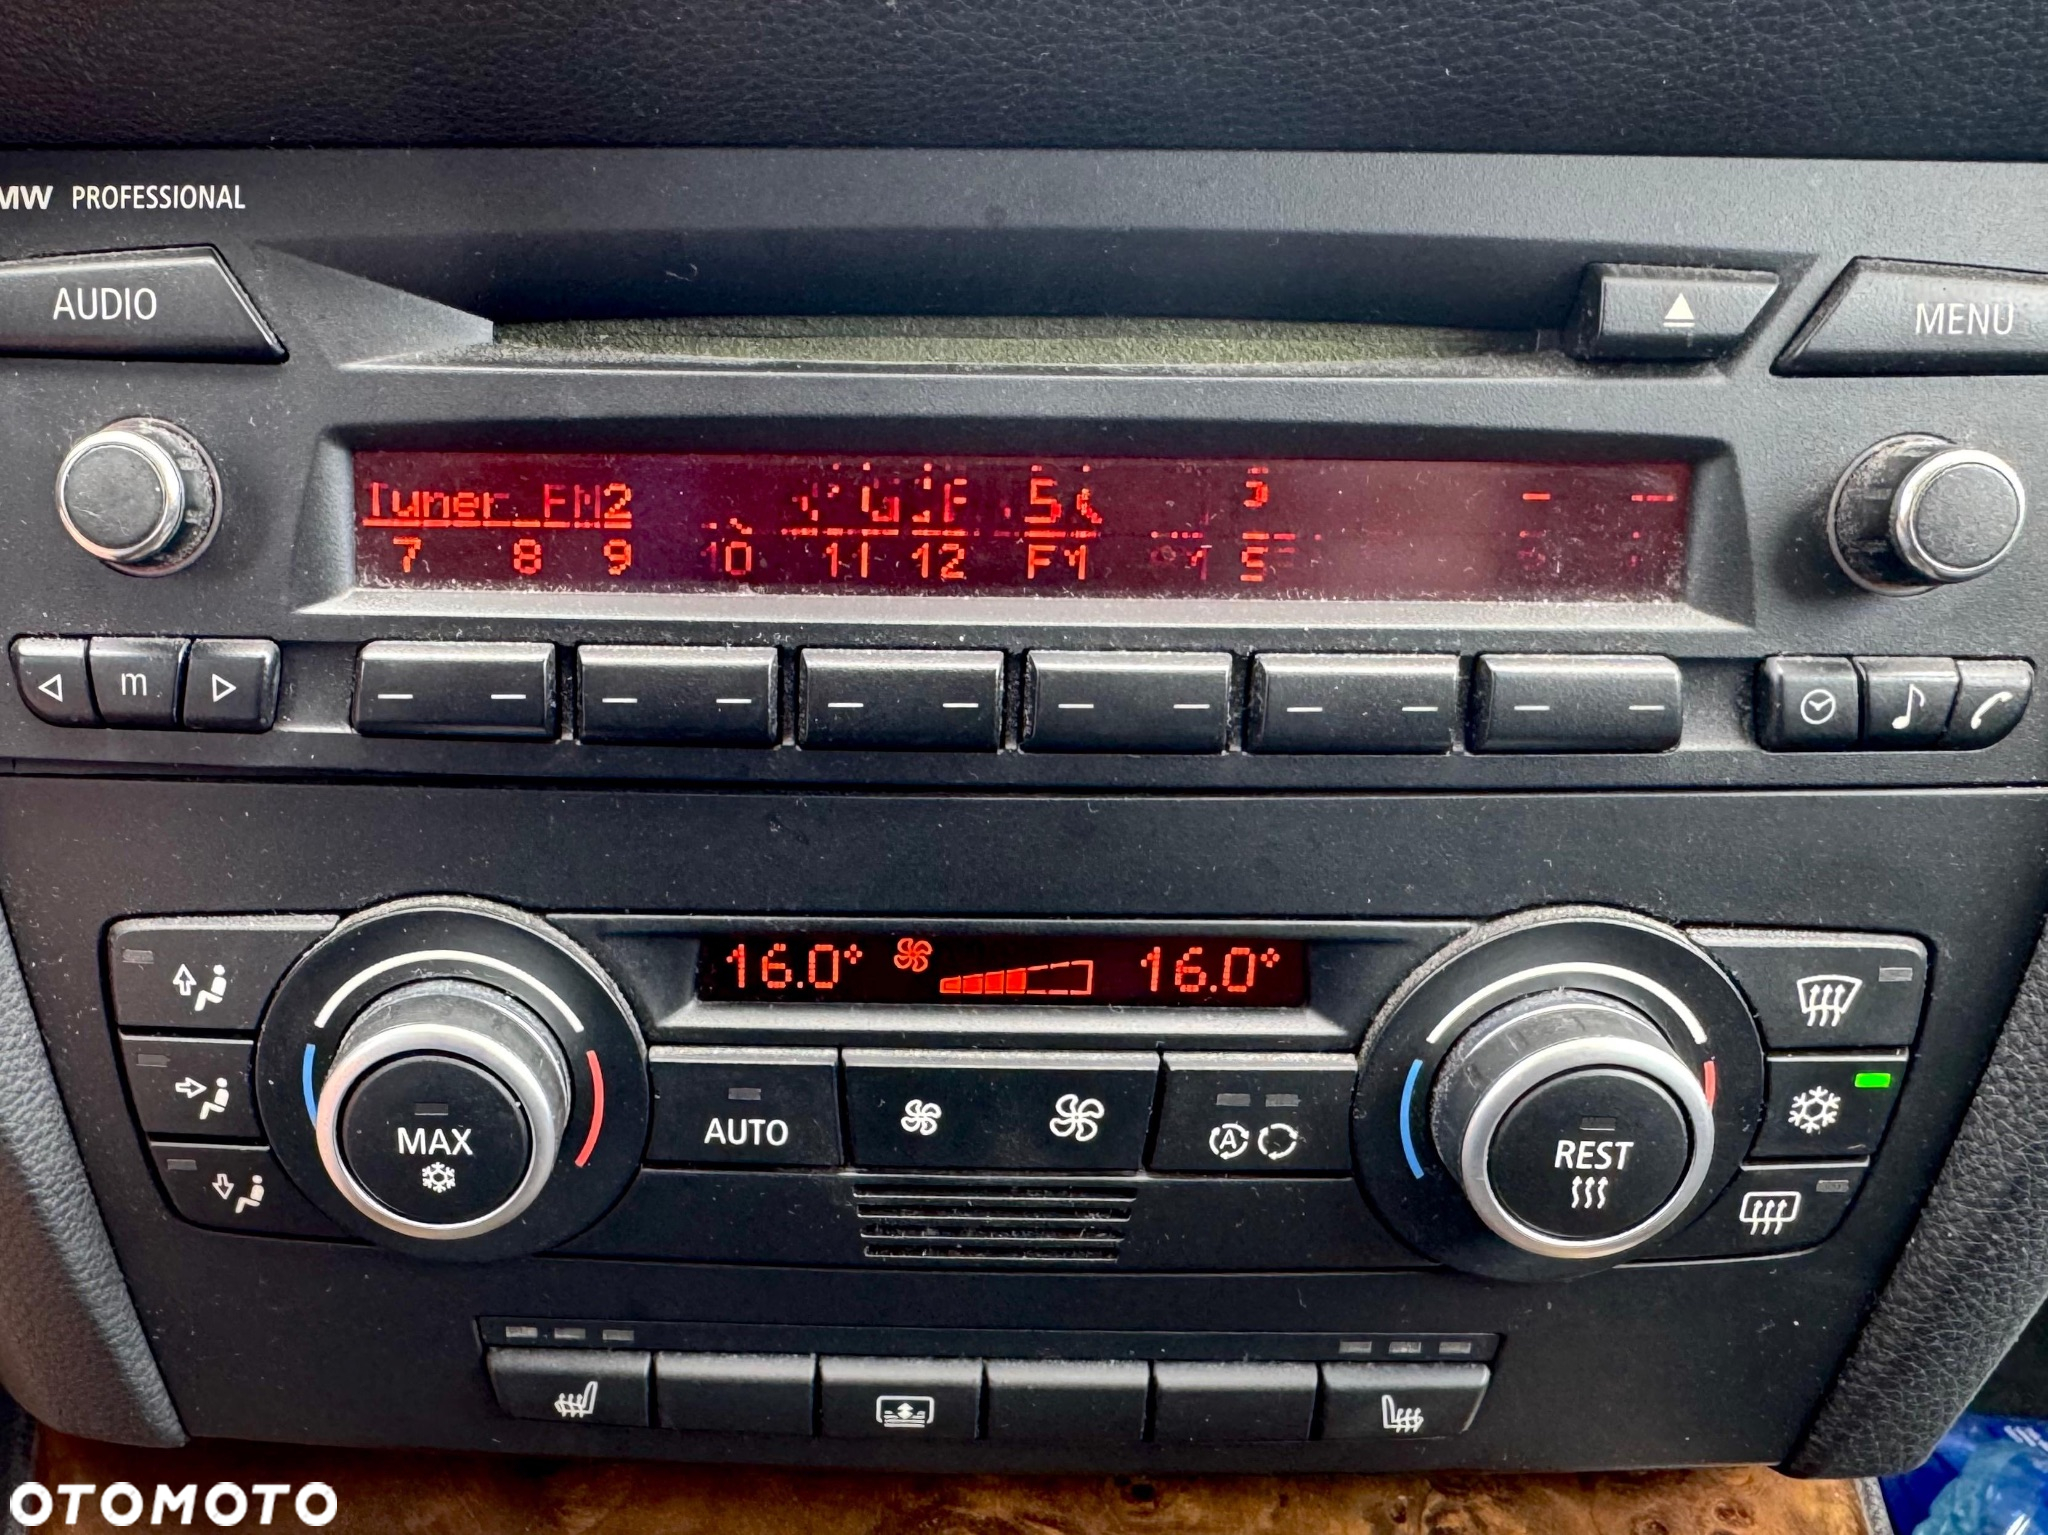 MW PROFESSIONAL
AUDIO
MENU
Tuner FM2
7 8 9 10 11 12
m
16.0° 16.0°
MAX
AUTO
A
REST
OTOMOTO